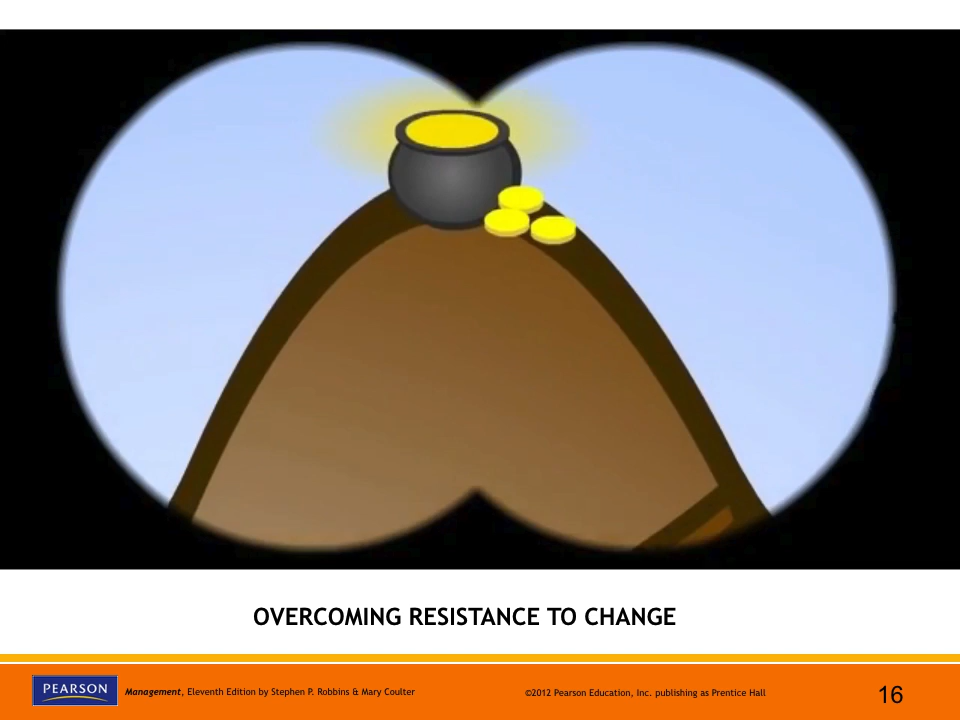 OVERCOMING RESISTANCE TO CHANGE
PEARSON
Management, Eleventh Edition by Stephen P. Robbins & Mary Coulter
©2012 Pearson Education, Inc. publishing as Prentice Hall
16